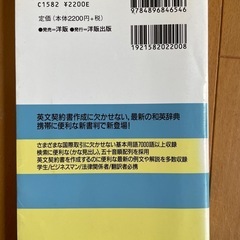 C1582 ¥2200E
定価(本体2200円+税)
●発売=洋販 ●発行=洋販出版
9784896846546
1921582022008
英文契約書作成に欠かせない、最新の和英辞典
携帯に便利な新書判で新登場!
さまざまな国際取引に欠かせない基本用語7000語以上収録
検索に便利な〈かな見出し〉、五十音順配列を採用
英文契約書を作成するのに便利な最新の例文や解説を多数収録
学生/ビジネスマン/法律関係者/翻訳者必携